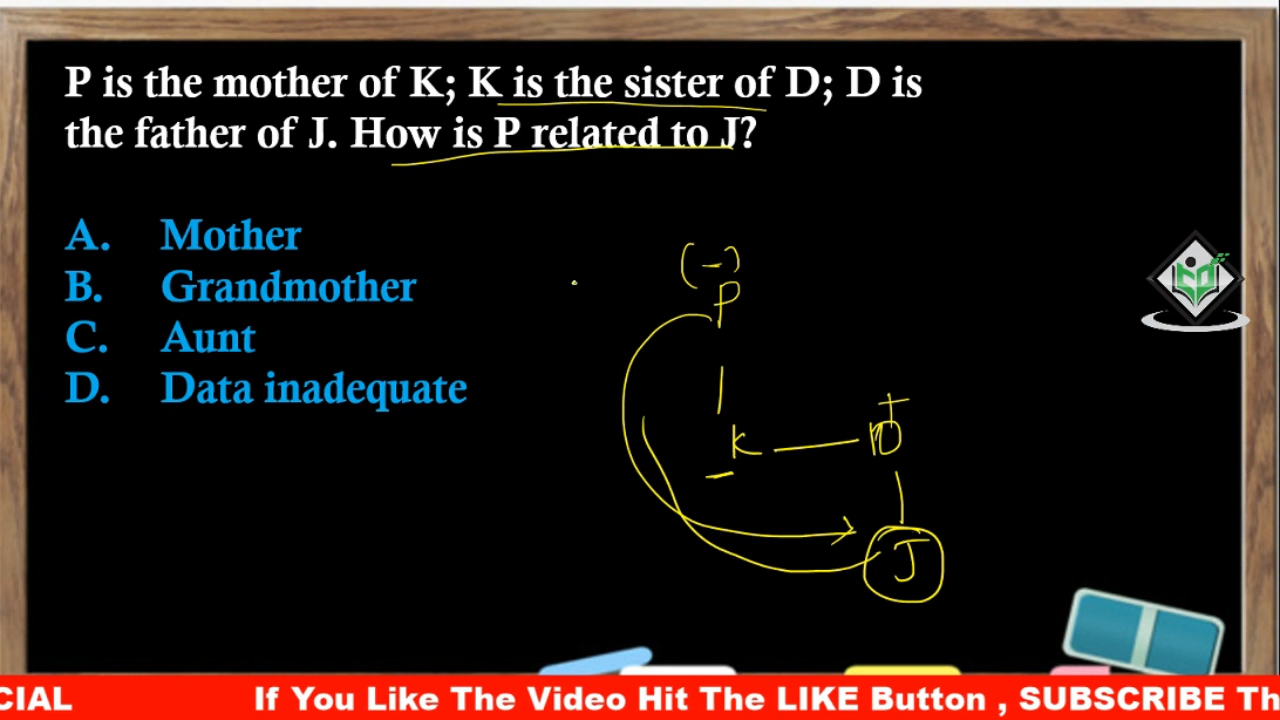 P is the mother of K; K is the sister of D; D is
the father of J. How is P related to J?
A. Mother
B. Grandmother
C. Aunt
D. Data inadequate
(-)
P
+
K D
-
J
CIAL If You Like The Video Hit The LIKE Button , SUBSCRIBE Th